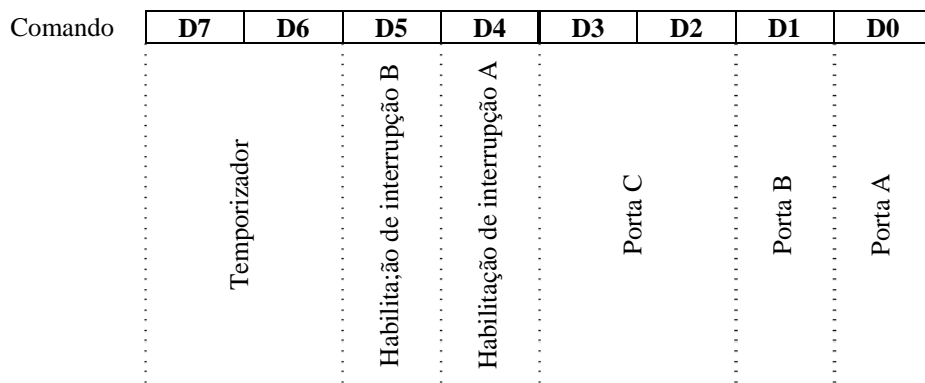 Comando D7 D6 D5 D4 D3 D2 D1 D0
Temporizador
Habilita;ão de interrupção B
Habilitação de interrupção A
Porta C
Porta B
Porta A